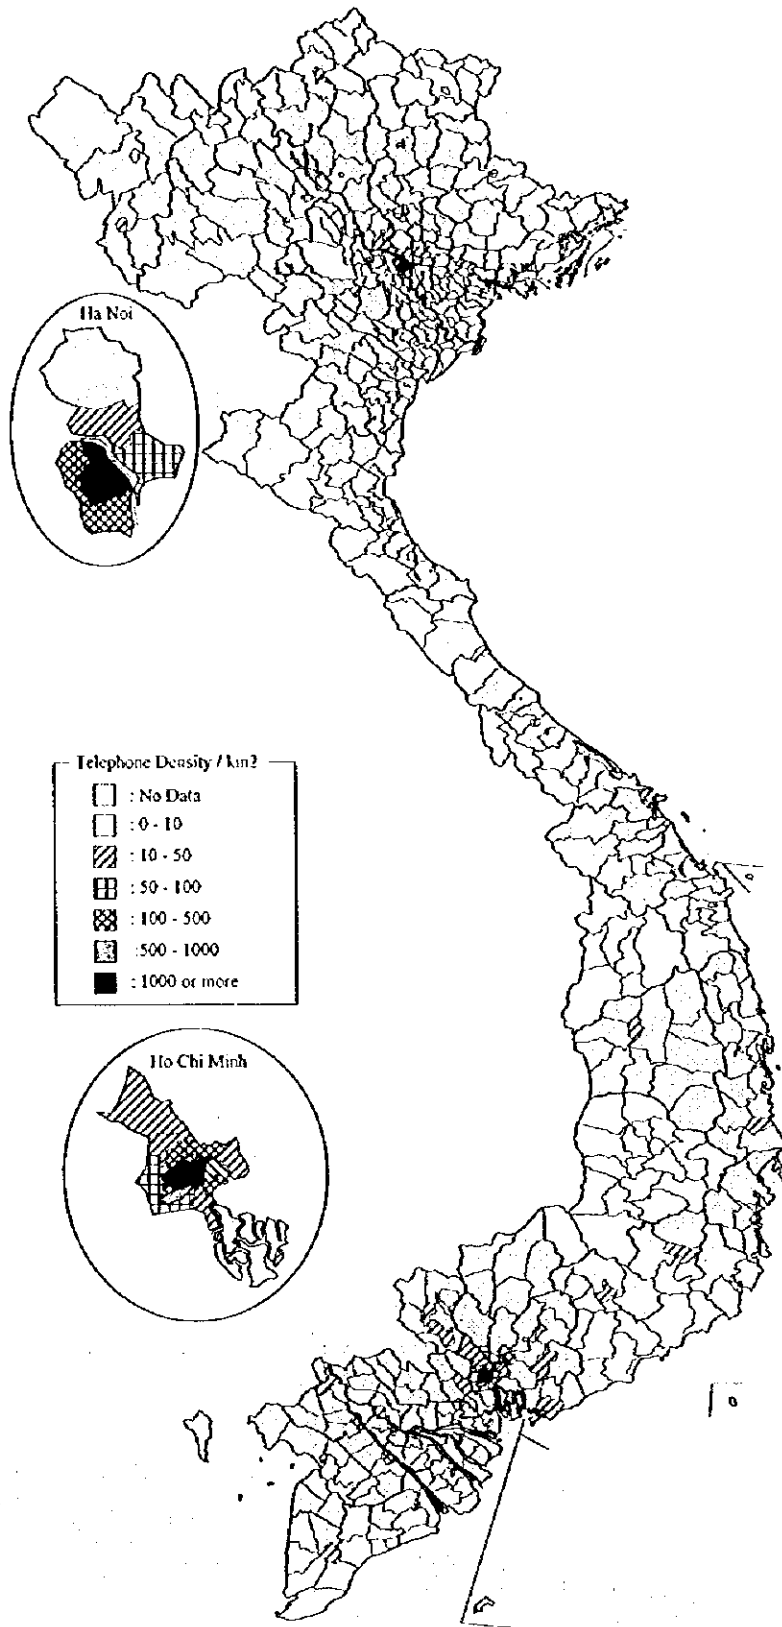 Ha Noi
Telephone Density / km2
: No Data
: 0 - 10
: 10 - 50
: 50 - 100
: 100 - 500
:500 - 1000
: 1000 or more
Ho Chi Minh